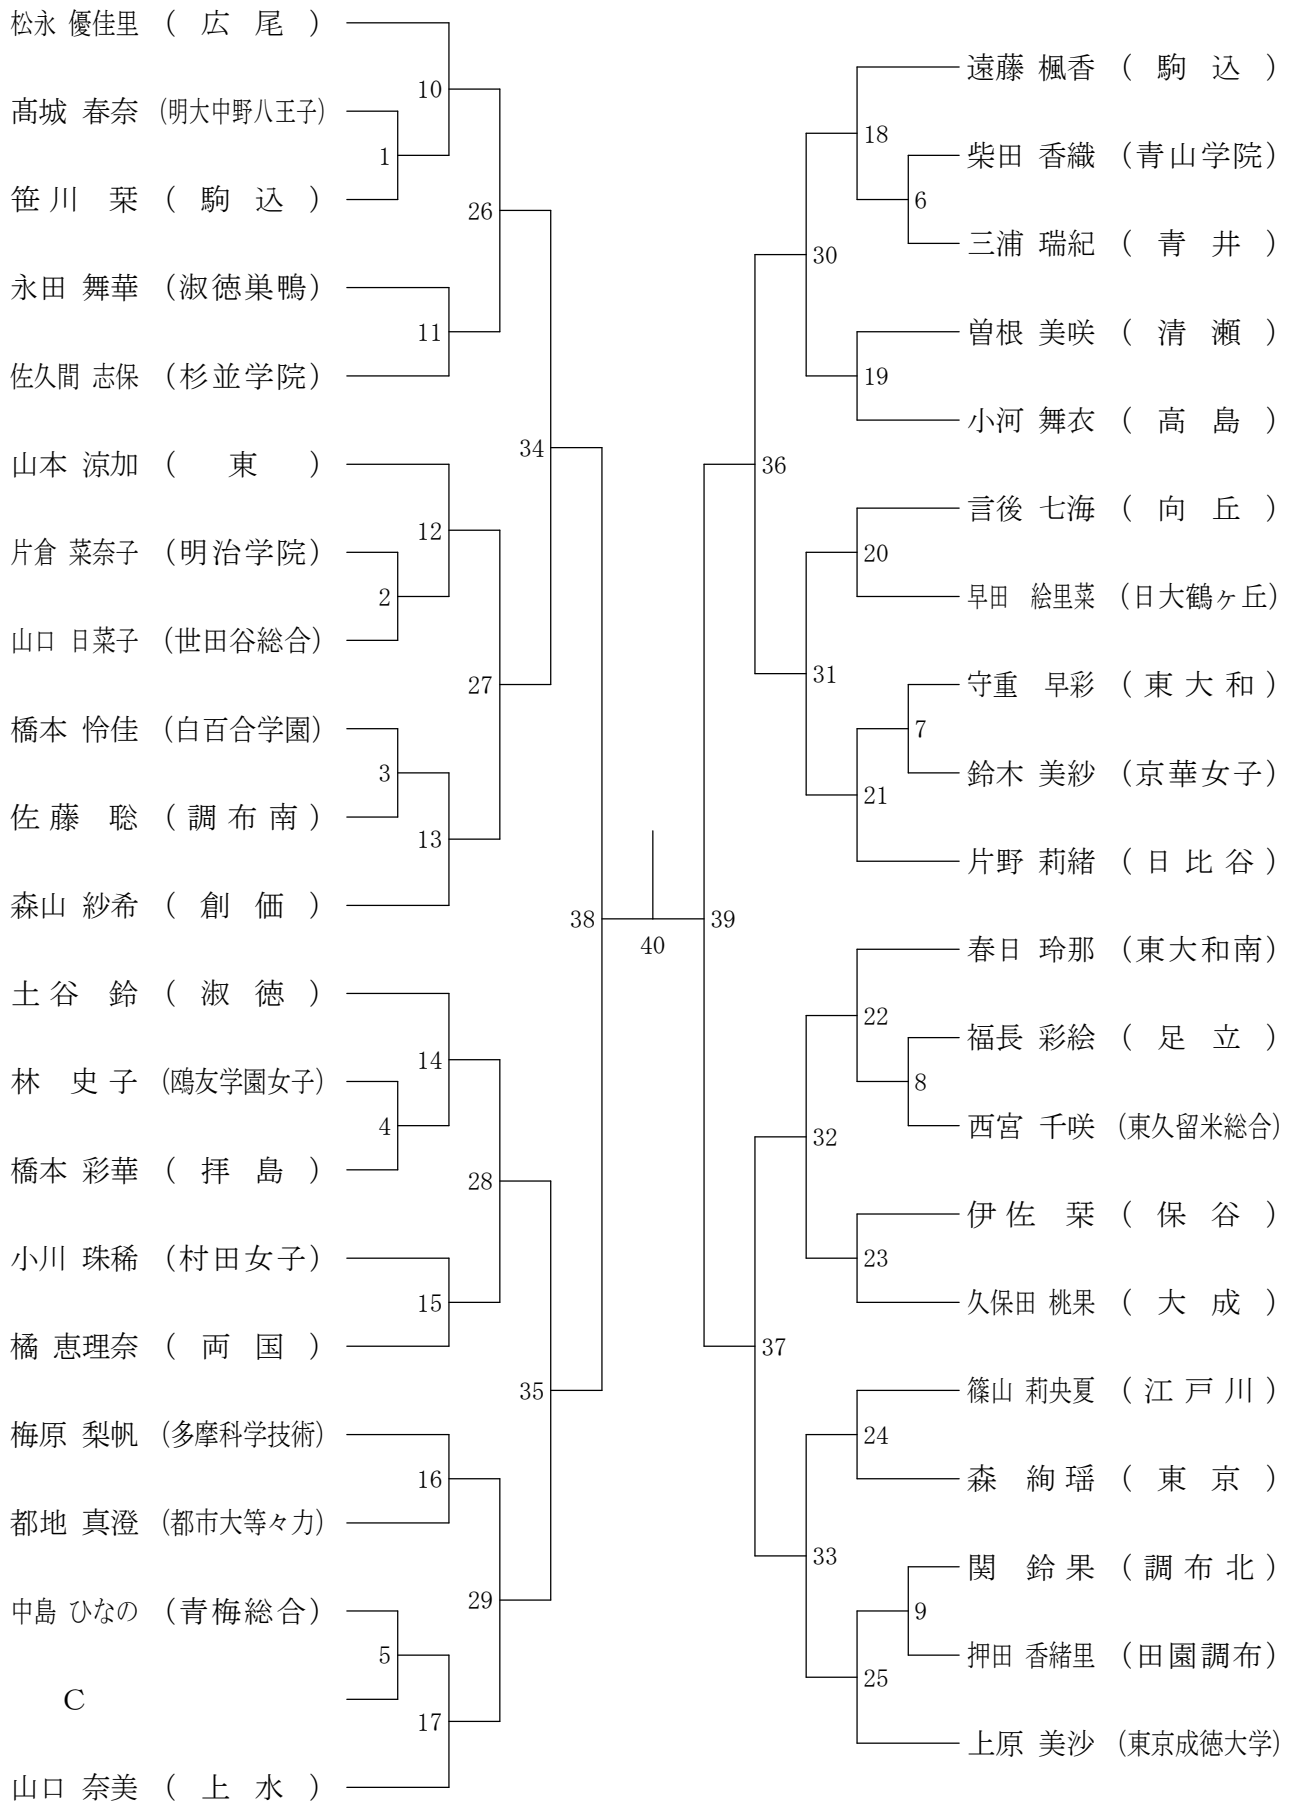 松永 優佳里 ( 広 尾 )
10
髙城 春奈 (明大中野八王子)
1
笹川 栞 ( 駒 込 )
26
永田 舞華 (淑徳巣鴨)
11
佐久間 志保 (杉並学院)
34
山本 涼加 ( 東 )
12
片倉 菜奈子 (明治学院)
2
山口 日菜子 (世田谷総合)
27
橋本 怜佳 (白百合学園)
3
佐藤 聡 (調布南)
13
森山 紗希 ( 創 価 )
38
土谷 鈴 ( 淑 徳 )
14
林 史子 (鴎友学園女子)
4
橋本 彩華 ( 拝 島 )
28
小川 珠稀 (村田女子)
15
橘 恵理奈 ( 両 国 )
35
梅原 梨帆 (多摩科学技術)
16
都地 真澄 (都市大等々力)
29
中島 ひなの (青梅総合)
5
C
17
山口 奈美 ( 上 水 )
40
遠藤 楓香 ( 駒 込 )
18
柴田 香織 (青山学院)
6
三浦 瑞紀 ( 青 井 )
30
曽根 美咲 ( 清 瀬 )
19
小河 舞衣 ( 高 島 )
36
言後 七海 ( 向 丘 )
20
早田 絵里菜 (日大鶴ヶ丘)
31
守重 早彩 (東大和)
7
鈴木 美紗 (京華女子)
21
片野 莉緒 (日比谷)
39
春日 玲那 (東大和南)
22
福長 彩絵 ( 足 立 )
8
西宮 千咲 (東久留米総合)
32
伊佐 栞 ( 保 谷 )
23
久保田 桃果 ( 大 成 )
37
篠山 莉央夏 (江戸川)
24
森 絢瑶 ( 東 京 )
33
関 鈴果 (調布北)
9
押田 香緒里 (田園調布)
25
上原 美沙 (東京成徳大学)